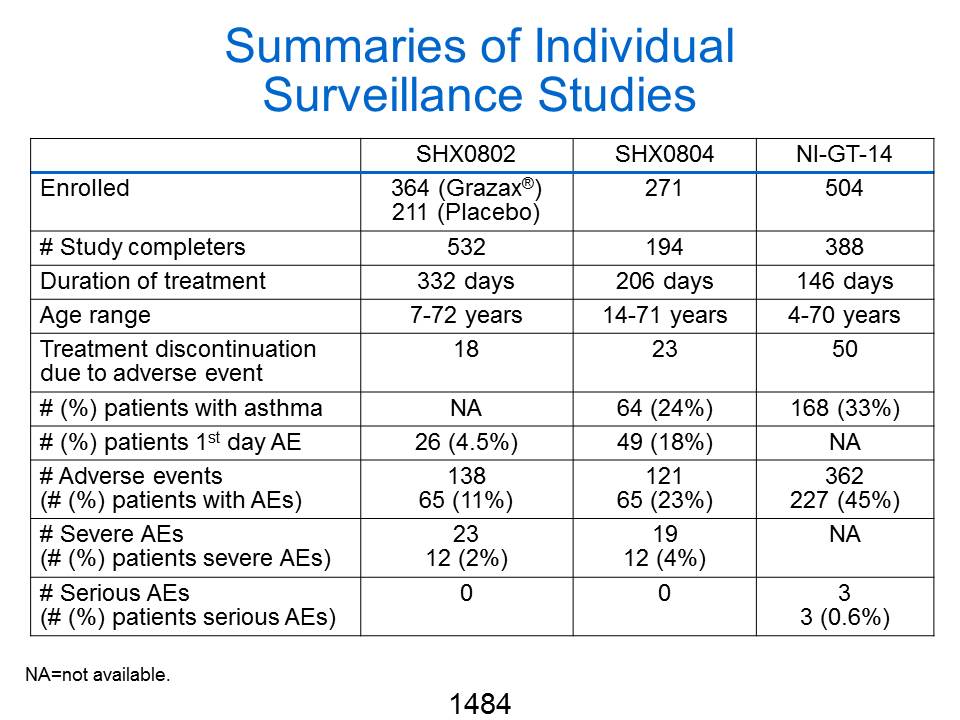 Summaries of Individual
Surveillance Studies
SHX0802 SHX0804 NI-GT-14
Enrolled 364 (Grazax®) 271 504
211 (Placebo)
# Study completers 532 194 388
Duration of treatment 332 days 206 days 146 days
Age range 7-72 years 14-71 years 4-70 years
Treatment discontinuation 18 23 50
due to adverse event
# (%) patients with asthma NA 64 (24%) 168 (33%)
# (%) patients 1st day AE 26 (4.5%) 49 (18%) NA
# Adverse events 138 121 362
(# (%) patients with AEs) 65 (11%) 65 (23%) 227 (45%)
# Severe AEs 23 19 NA
(# (%) patients severe AEs) 12 (2%) 12 (4%)
# Serious AEs 0 0 3
(# (%) patients serious AEs) 3 (0.6%)
NA=not available.
1484